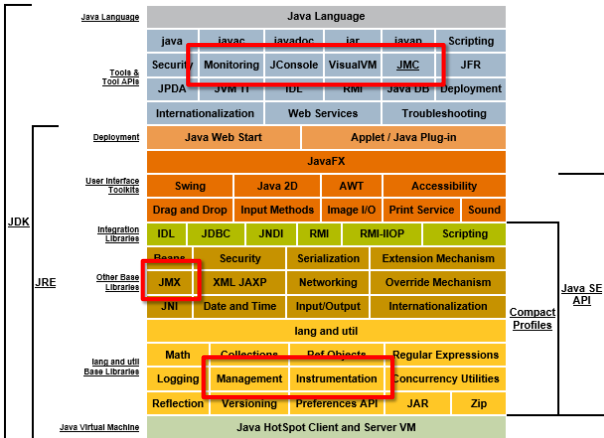 Java Language Java Language
java javac javadoc jar javap Scripting
Tools & Tool APIs
Security Monitoring JConsole VisualVM JMC JFR
JPDA JVM TI IDL RMI Java DB Deployment
Internationalization Web Services Troubleshooting
Deployment Java Web Start Applet / Java Plug-in
JavaFX
User Interface Toolkits
Swing Java 2D AWT Accessibility
Drag and Drop Input Methods Image I/O Print Service Sound
Integration Libraries IDL JDBC JNDI RMI RMI-IIOP Scripting
JDK
Beans Security Serialization Extension Mechanism
JRE
Other Base Libraries
JMX XML JAXP Networking Override Mechanism
Java SE API
JNI Date and Time Input/Output Internationalization
Compact Profiles
lang and util
lang and util Base Libraries
Math Collections Ref Objects Regular Expressions
Logging Management Instrumentation Concurrency Utilities
Reflection Versioning Preferences API JAR Zip
Java Virtual Machine Java HotSpot Client and Server VM